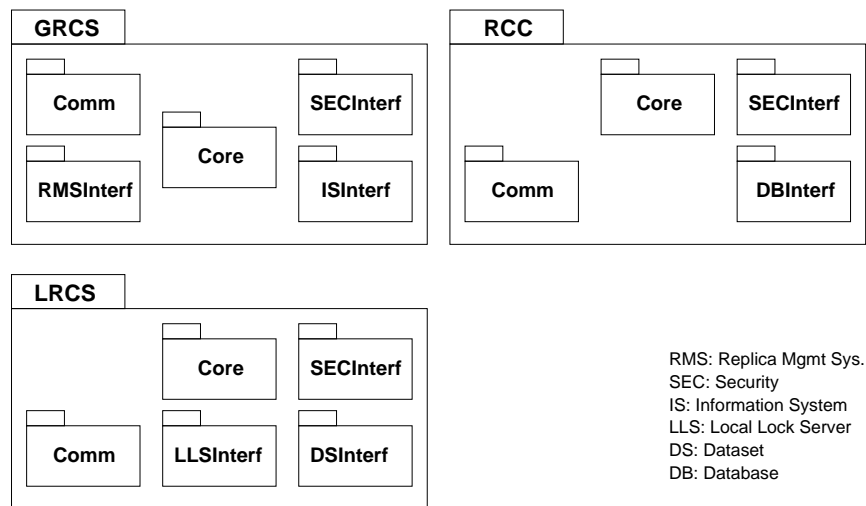 GRCS
Comm
SECInterf
Core
RMSInterf
ISInterf
RCC
Core
SECInterf
Comm
DBInterf
LRCS
Core
SECInterf
Comm
LLSInterf
DSInterf
RMS: Replica Mgmt Sys.
SEC: Security
IS: Information System
LLS: Local Lock Server
DS: Dataset
DB: Database